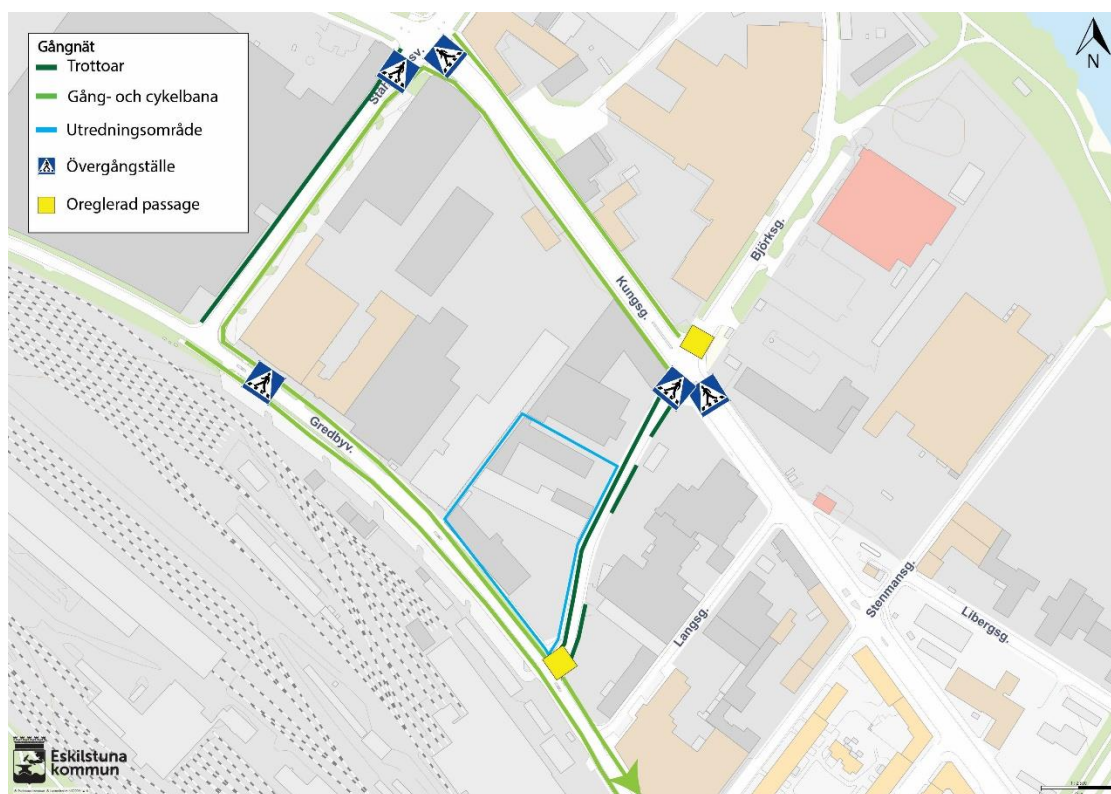 Gångnät
Trottoar
Gång- och cykelbana
Utredningsområde
Övergångställe
Oreglerad passage
N
Kungsg.
Björksg.
Gredbyv.
Langsg.
Stenmansg.
Libergsg.
Eskilstuna
kommun